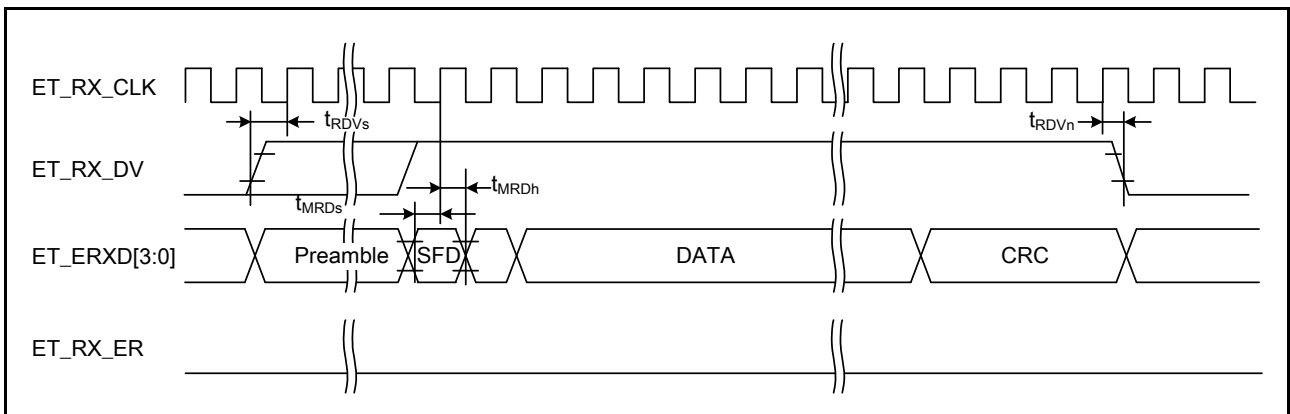 ET_RX_CLK
tRDVs
tRDVn
ET_RX_DV
tMRDh
tMRDs
ET_ERXD[3:0]
Preamble
SFD
DATA
CRC
ET_RX_ER